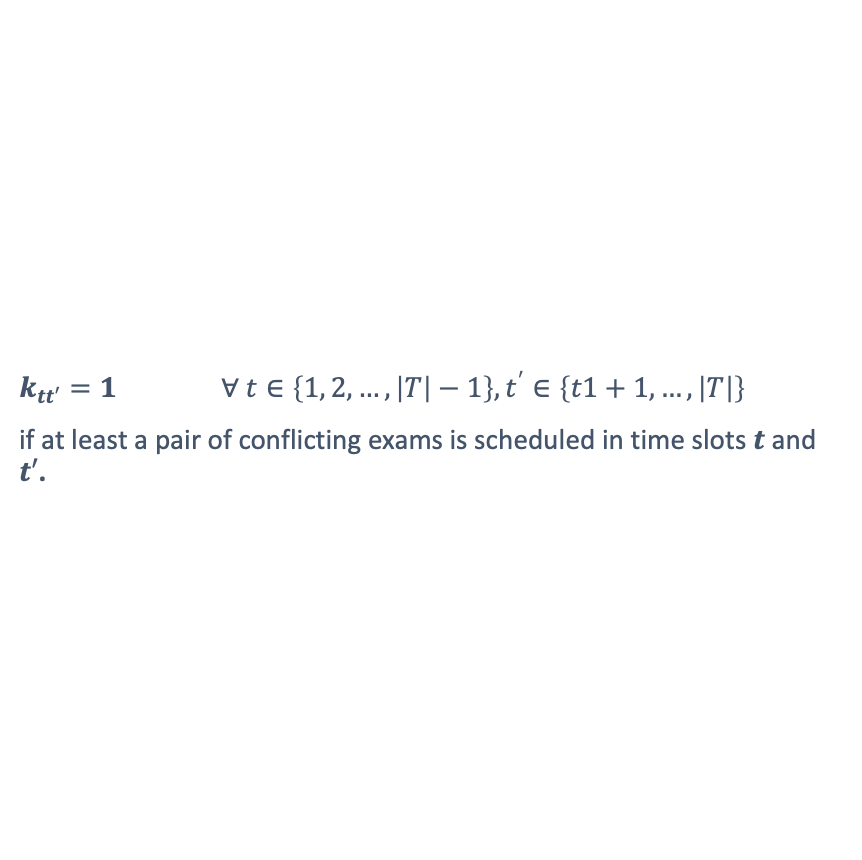 k_{tt'} = 1 ∀ t ∈ {1, 2, … , |T| − 1}, t' ∈ {t1 + 1, … , |T|}
if at least a pair of conflicting exams is scheduled in time slots t and
t'.